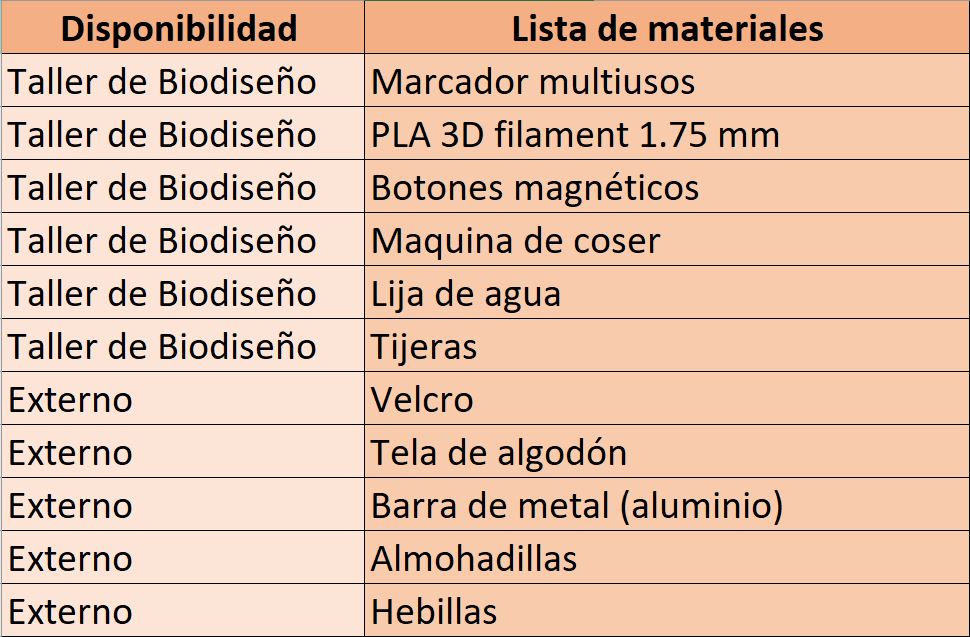 Disponibilidad Lista de materiales
Taller de Biodiseño Marcador multiusos
Taller de Biodiseño PLA 3D filament 1.75 mm
Taller de Biodiseño Botones magnéticos
Taller de Biodiseño Maquina de coser
Taller de Biodiseño Lija de agua
Taller de Biodiseño Tijeras
Externo Velcro
Externo Tela de algodón
Externo Barra de metal (aluminio)
Externo Almohadillas
Externo Hebillas